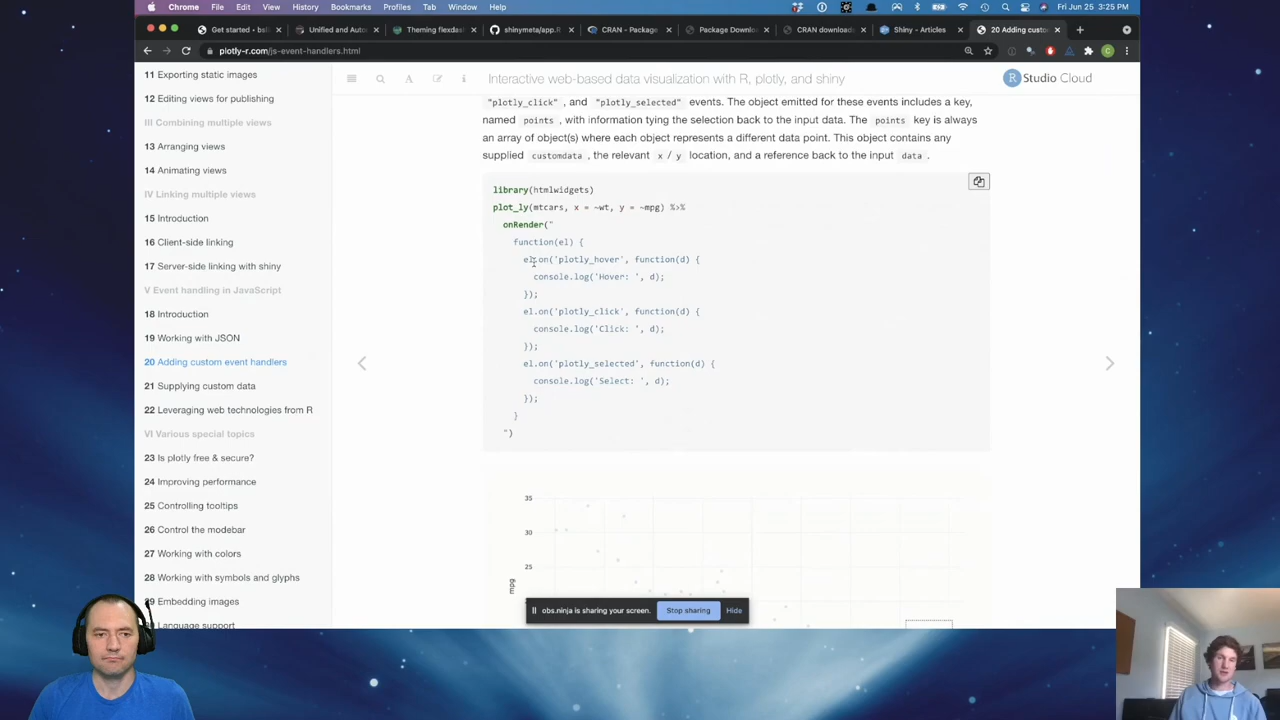 Chrome File Edit View History Bookmarks Profiles Tab Window Help
Fri Jun 25 3:25 PM
Get started · bsli
Unified and Auto
Theming flexdas
shinymeta/app.R
CRAN - Package
Package Downlo
CRAN downloads
Shiny - Articles
20 Adding custo
plotly-r.com/js-event-handlers.html
11 Exporting static images
12 Editing views for publishing
III Combining multiple views
13 Arranging views
14 Animating views
IV Linking multiple views
15 Introduction
16 Client-side linking
17 Server-side linking with shiny
V Event handling in JavaScript
18 Introduction
19 Working with JSON
20 Adding custom event handlers
21 Supplying custom data
22 Leveraging web technologies from R
VI Various special topics
23 Is plotly free & secure?
24 Improving performance
25 Controlling tooltips
26 Control the modebar
27 Working with colors
28 Working with symbols and glyphs
29 Embedding images
Language support
Interactive web-based data visualization with R, plotly, and shiny
R Studio Cloud
"plotly_click" , and "plotly_selected" events. The object emitted for these events includes a key,
named points , with information tying the selection back to the input data. The points key is always
an array of object(s) where each object represents a different data point. This object contains any
supplied customdata , the relevant x / y location, and a reference back to the input data .
library(htmlwidgets)
plot_ly(mtcars, x = ~wt, y = ~mpg) %>%
onRender("
function(el) {
el.on('plotly_hover', function(d) {
console.log('Hover: ', d);
});
el.on('plotly_click', function(d) {
console.log('Click: ', d);
});
el.on('plotly_selected', function(d) {
console.log('Select: ', d);
});
}
")
35
30
25
mpg
obs.ninja is sharing your screen. Stop sharing Hide